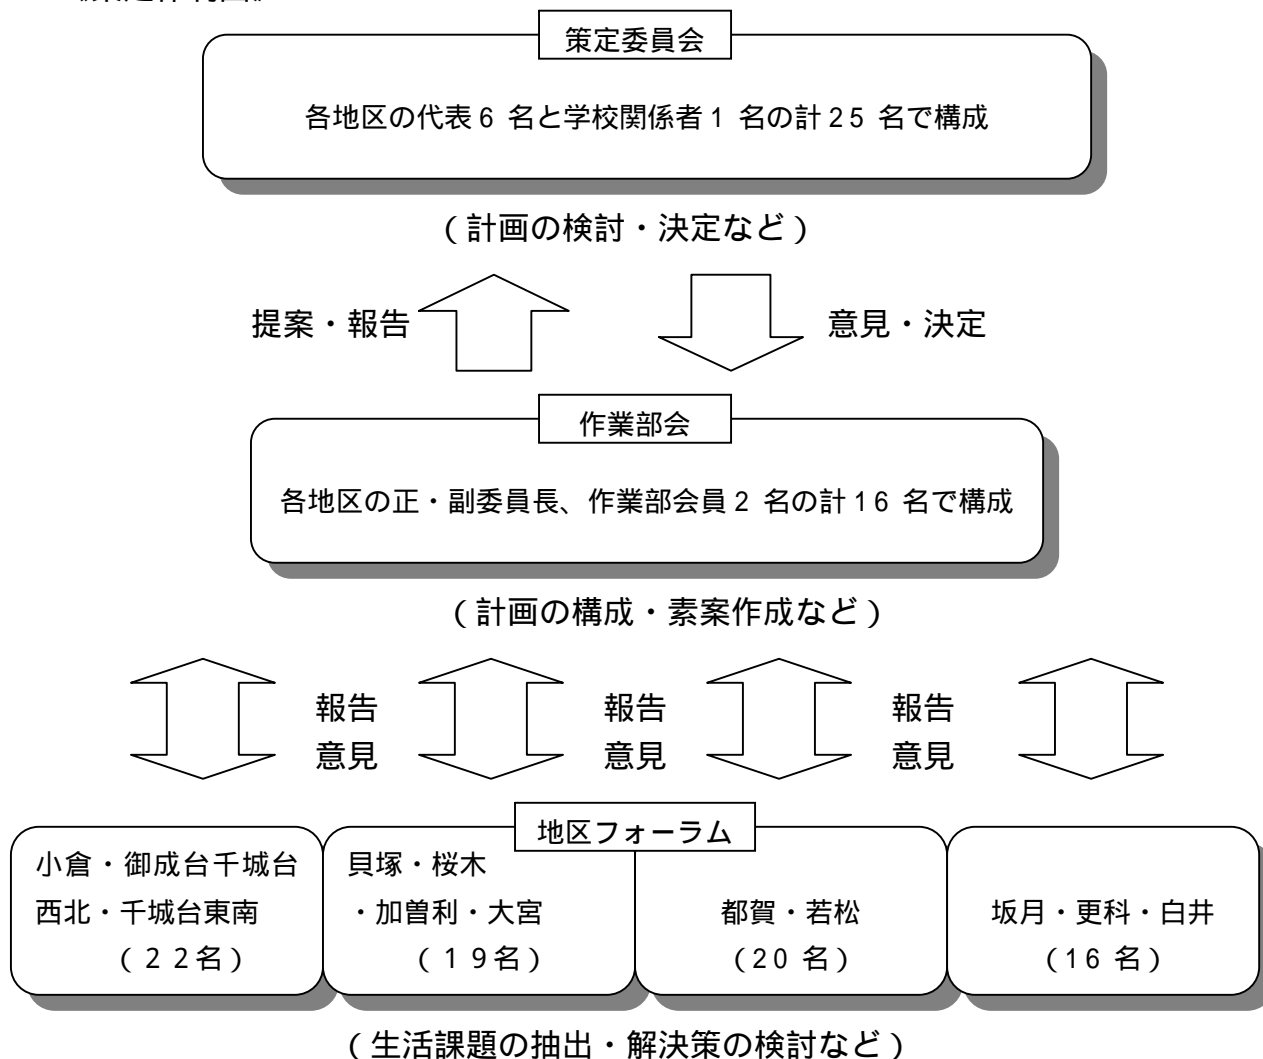 策定委員会
各地区の代表6 名と学校関係者1 名の計25 名で構成
(計画の検討・決定など)
提案・報告
意見・決定
作業部会
各地区の正・副委員長、作業部会員2 名の計16 名で構成
(計画の構成・素案作成など)
報告
意見
報告
意見
報告
意見
地区フォーラム
小倉・御成台千城台
西北・千城台東南
(22名)
貝塚・桜木
・加曽利・大宮
(19名)
都賀・若松
(20 名)
坂月・更科・白井
(16 名)
(生活課題の抽出・解決策の検討など)